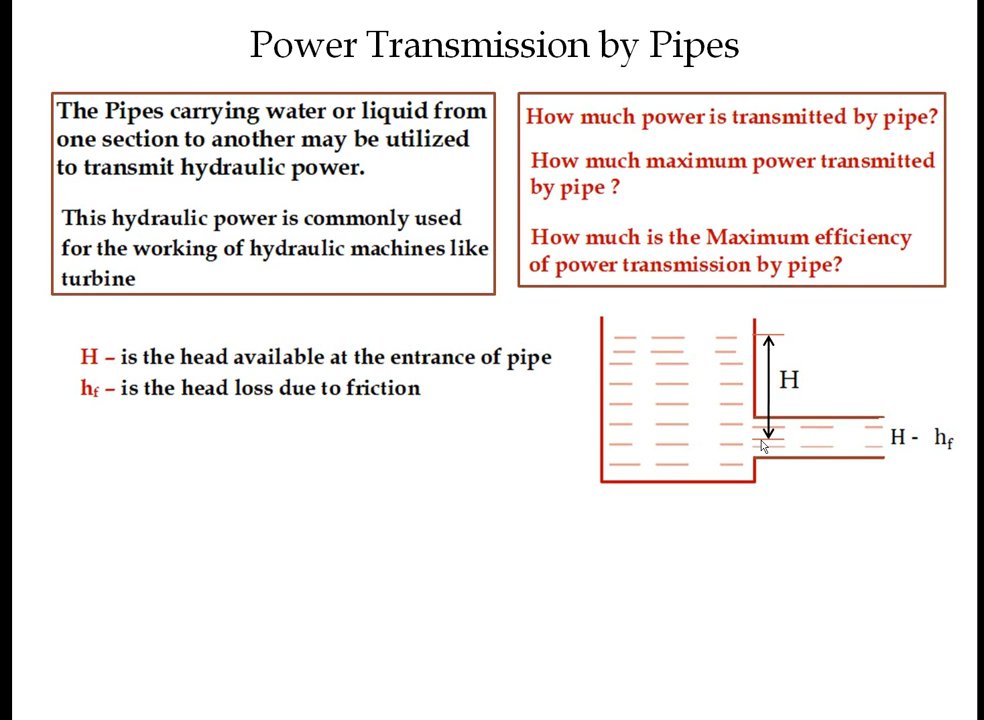 Power Transmission by Pipes
The Pipes carrying water or liquid from
one section to another may be utilized
to transmit hydraulic power.
This hydraulic power is commonly used
for the working of hydraulic machines like
turbine
How much power is transmitted by pipe?
How much maximum power transmitted
by pipe ?
How much is the Maximum efficiency
of power transmission by pipe?
H – is the head available at the entrance of pipe
hf – is the head loss due to friction
H
H - hf